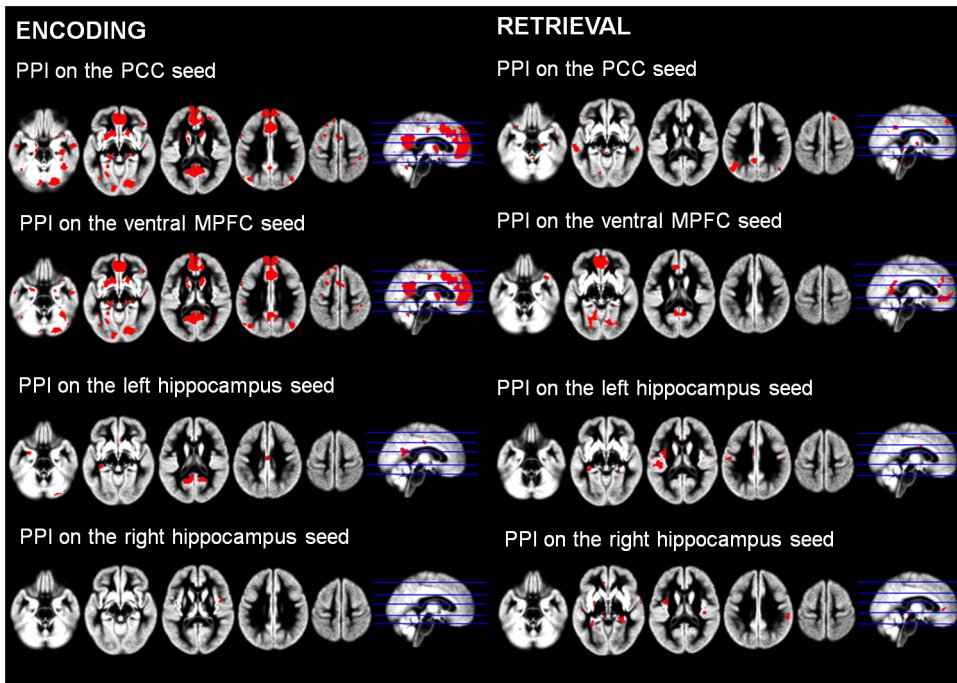 ENCODING
PPI on the PCC seed
PPI on the ventral MPFC seed
PPI on the left hippocampus seed
PPI on the right hippocampus seed
RETRIEVAL
PPI on the PCC seed
PPI on the ventral MPFC seed
PPI on the left hippocampus seed
PPI on the right hippocampus seed